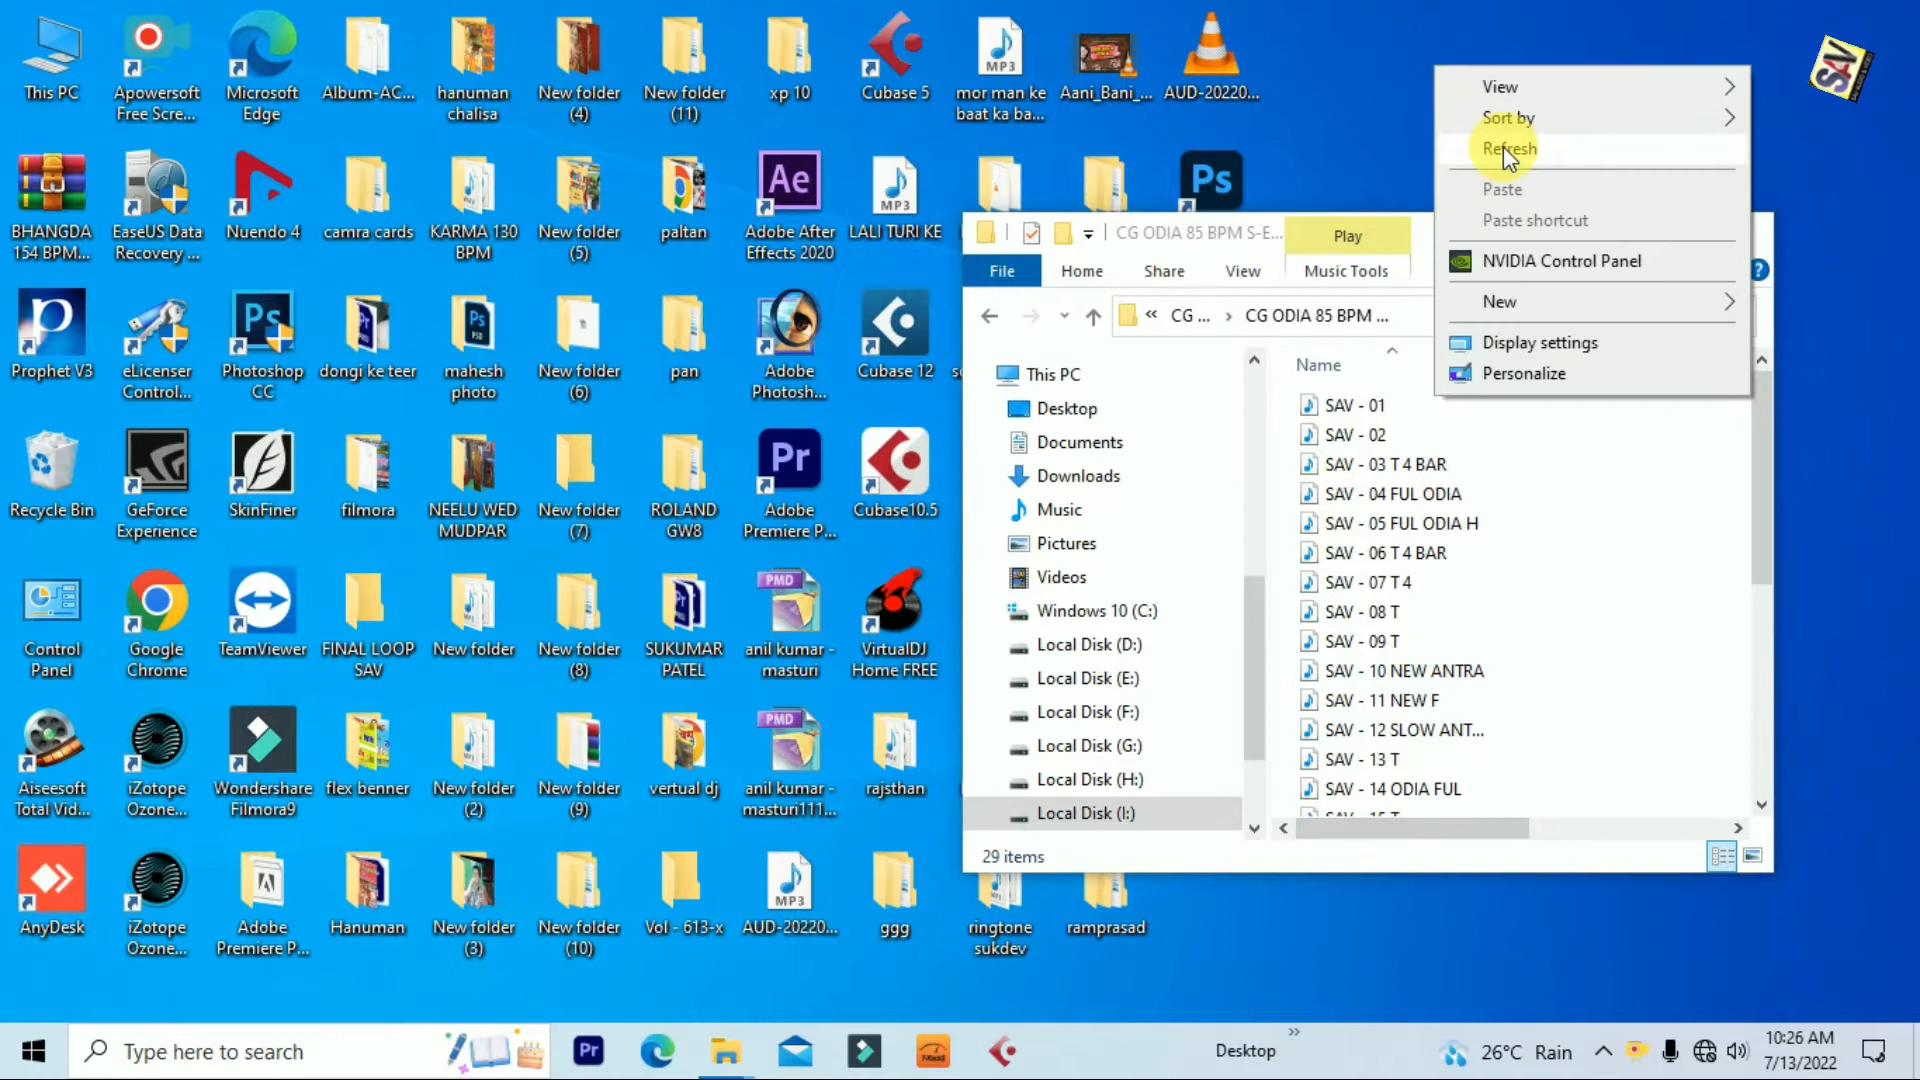 This PC
Apowersoft
Free Scre...
Microsoft
Edge
Album-AC...
hanuman
chalisa
New folder
(4)
New folder
(11)
xp 10
Cubase 5
mor man ke
baat ka ba...
Aani_Bani_...
AUD-20220...
MP3
SAV
BHANGDA
154 BPM...
EaseUS Data
Recovery ...
Nuendo 4
camra cards
KARMA 130
BPM
New folder
(5)
paltan
Ae
Adobe After
Effects 2020
MP3
LALI TURI KE
Ps
Prophet V3
eLicenser
Control...
Ps
Photoshop
CC
dongi ke teer
mahesh
photo
New folder
(6)
pan
Adobe
Photosh...
Cubase 12
Recycle Bin
GeForce
Experience
SkinFiner
filmora
NEELU WED
MUDPAR
New folder
(7)
ROLAND
GW8
Pr
Adobe
Premiere P...
Cubase10.5
Control
Panel
Google
Chrome
TeamViewer
FINAL LOOP
SAV
New folder
New folder
(8)
SUKUMAR
PATEL
PMD
anil kumar -
masturi
VirtualDJ
Home FREE
Aiseesoft
Total Vid...
iZotope
Ozone...
Wondershare
Filmora9
flex benner
New folder
(2)
New folder
(9)
vertual dj
PMD
anil kumar -
masturi111...
rajsthan
AnyDesk
iZotope
Ozone...
Adobe
Premiere P...
Hanuman
New folder
(3)
New folder
(10)
Vol - 613-x
MP3
AUD-20220...
ggg
MP3
ringtone
sukdev
ramprasad
View
Sort by
Refresh
Paste
Paste shortcut
NVIDIA Control Panel
New
Display settings
Personalize
CG ODIA 85 BPM S-E...
Play
File
Home
Share
View
Music Tools
« CG ... › CG ODIA 85 BPM ...
This PC
Desktop
Documents
Downloads
Music
Pictures
Videos
Windows 10 (C:)
Local Disk (D:)
Local Disk (E:)
Local Disk (F:)
Local Disk (G:)
Local Disk (H:)
Local Disk (I:)
Name
SAV - 01
SAV - 02
SAV - 03 T 4 BAR
SAV - 04 FUL ODIA
SAV - 05 FUL ODIA H
SAV - 06 T 4 BAR
SAV - 07 T 4
SAV - 08 T
SAV - 09 T
SAV - 10 NEW ANTRA
SAV - 11 NEW F
SAV - 12 SLOW ANT...
SAV - 13 T
SAV - 14 ODIA FUL
29 items
Type here to search
Pr
Desktop
26°C Rain
10:26 AM
7/13/2022